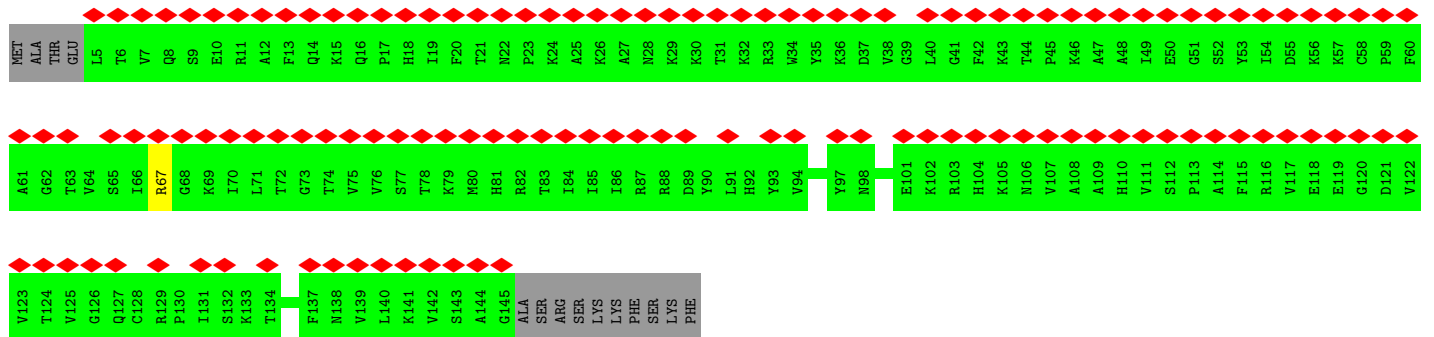 MET ALA THR GLU L5 T6 V7 Q8 S9 E10 R11 A12 F13 Q14 K15 Q16 P17 H18 I19 F20 T21 N22 P23 K24 A25 K26 A27 N28 K29 K30 T31 K32 R33 W34 Y35 K36 D37 V38 G39 L40 G41 F42 K43 T44 P45 K46 A47 A48 I49 E50 G51 S52 Y53 I54 D55 K56 K57 C58 P59 F60
A61 G62 T63 V64 S65 I66 R67 G68 K69 I70 L71 T72 G73 T74 V75 V76 S77 T78 K79 M80 H81 R82 T83 I84 I85 I86 R87 R88 D89 Y90 L91 H92 Y93 V94 Y97 N98 E101 K102 R103 H104 K105 N106 V107 A108 A109 H110 V111 S112 P113 A114 F115 R116 V117 E118 E119 G120 D121 V122
V123 T124 V125 G126 Q127 C128 R129 P130 I131 S132 K133 T134 F137 N138 V139 L140 K141 V142 S143 A144 G145 ALA SER ARG SER LYS LYS PHE SER LYS PHE